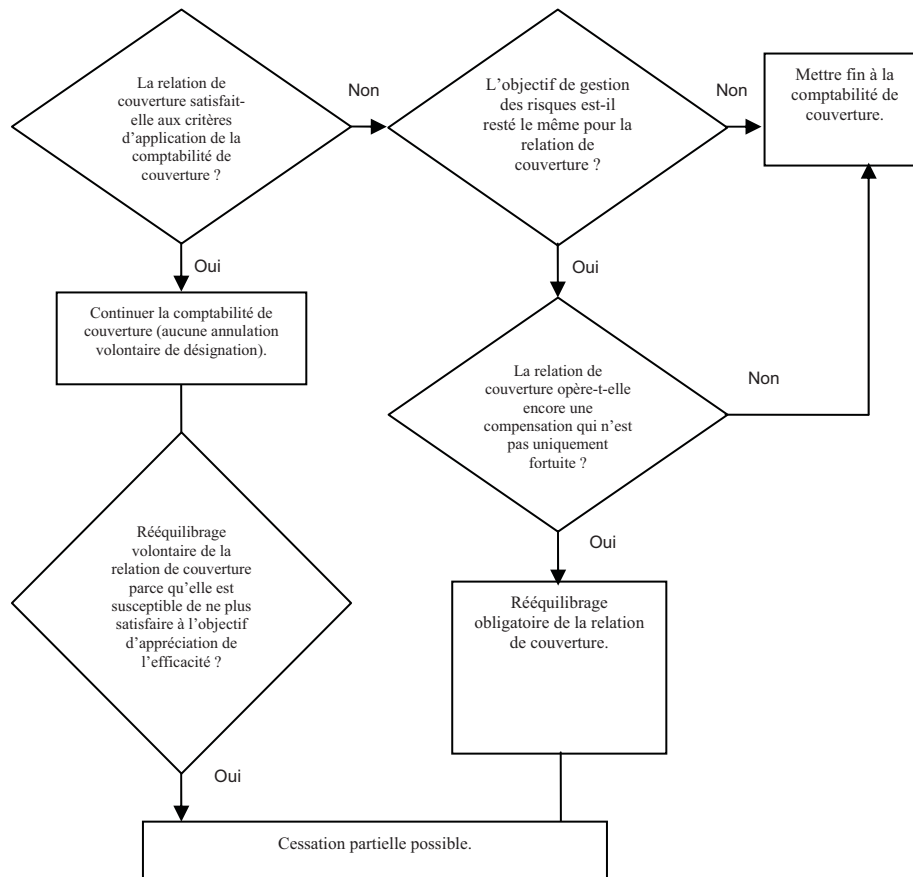 La relation de
couverture satisfait-
elle aux critères
d'application de la
comptabilité de
couverture ?
Non
L'objectif de gestion
des risques est-il
resté le même pour la
relation de
couverture ?
Non
Mettre fin à la
comptabilité de
couverture.
Oui
Oui
Continuer la comptabilité de
couverture (aucune annulation
volontaire de désignation).
La relation de
couverture opère-t-elle
encore une
compensation qui n'est
pas uniquement
fortuite ?
Non
Rééquilibrage
volontaire de la
relation de couverture
parce qu'elle est
susceptible de ne plus
satisfaire à l'objectif
d'appréciation de
l'efficacité ?
Oui
Rééquilibrage
obligatoire de la relation
de couverture.
Oui
Cessation partielle possible.